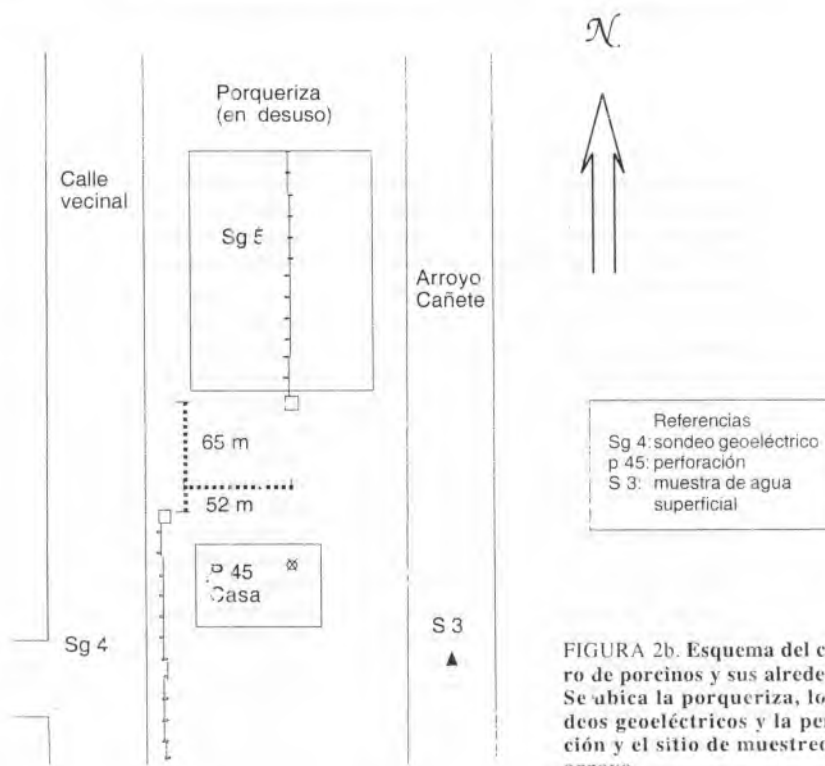 N.
Porqueriza
(en desuso)
Calle
vecinal
Sg 5
Arroyo
Cañete
65 m
52 m
Referencias
Sg 4: sondeo geoeléctrico
p 45: perforación
S 3: muestra de agua
superficial
P 45
Casa
Sg 4
S 3
FIGURA 2b. Esquema del c
ro de porcinos y sus alrede
Se ubica la porqueriza, lo
deos geoeléctricos y la per
ción y el sitio de muestreo